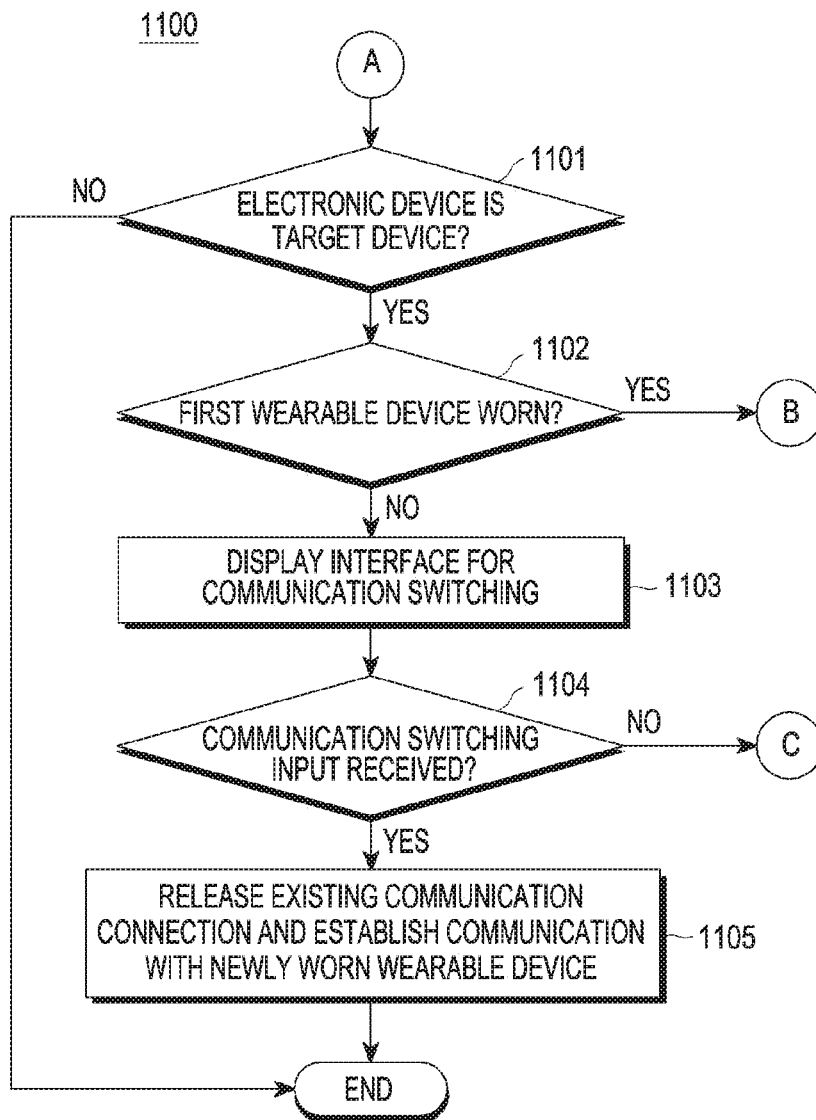 1100
A
1101
NO
ELECTRONIC DEVICE IS
TARGET DEVICE?
YES
1102
YES
FIRST WEARABLE DEVICE WORN?
B
NO
DISPLAY INTERFACE FOR
COMMUNICATION SWITCHING
1103
1104
NO
COMMUNICATION SWITCHING
INPUT RECEIVED?
C
YES
RELEASE EXISTING COMMUNICATION
CONNECTION AND ESTABLISH COMMUNICATION
WITH NEWLY WORN WEARABLE DEVICE
1105
END